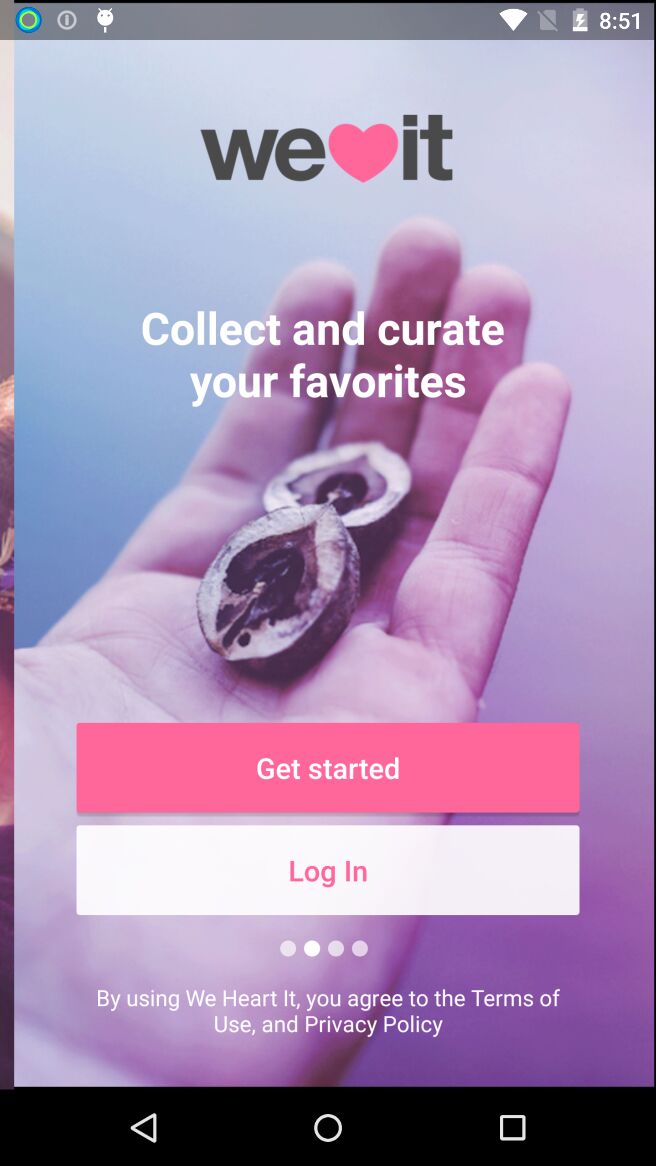 8:51
we it
Collect and curate
your favorites
Get started
Log In
By using We Heart It, you agree to the Terms of
Use, and Privacy Policy